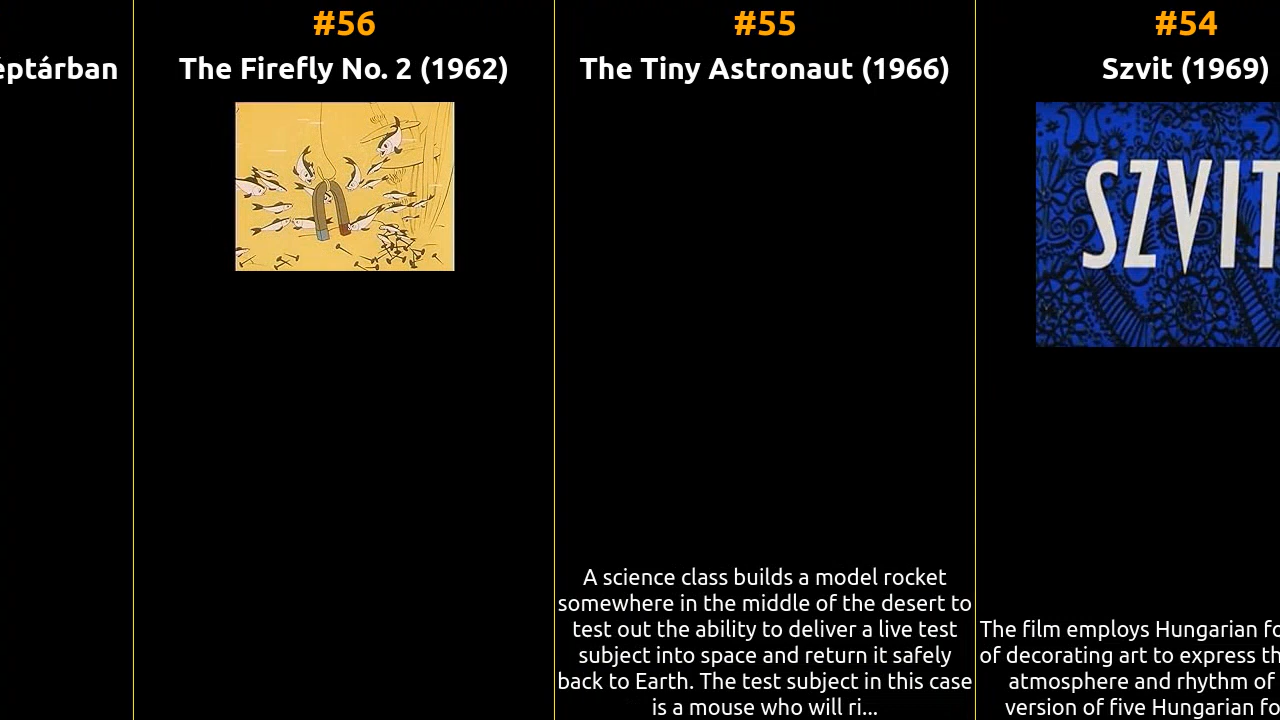 éptárban
#56
The Firefly No. 2 (1962)
#55
The Tiny Astronaut (1966)
A science class builds a model rocket
somewhere in the middle of the desert to
test out the ability to deliver a live test
subject into space and return it safely
back to Earth. The test subject in this case
is a mouse who will ri...
#54
Szvit (1969)
SZVIT
The film employs Hungarian fo
of decorating art to express th
atmosphere and rhythm of
version of five Hungarian fo